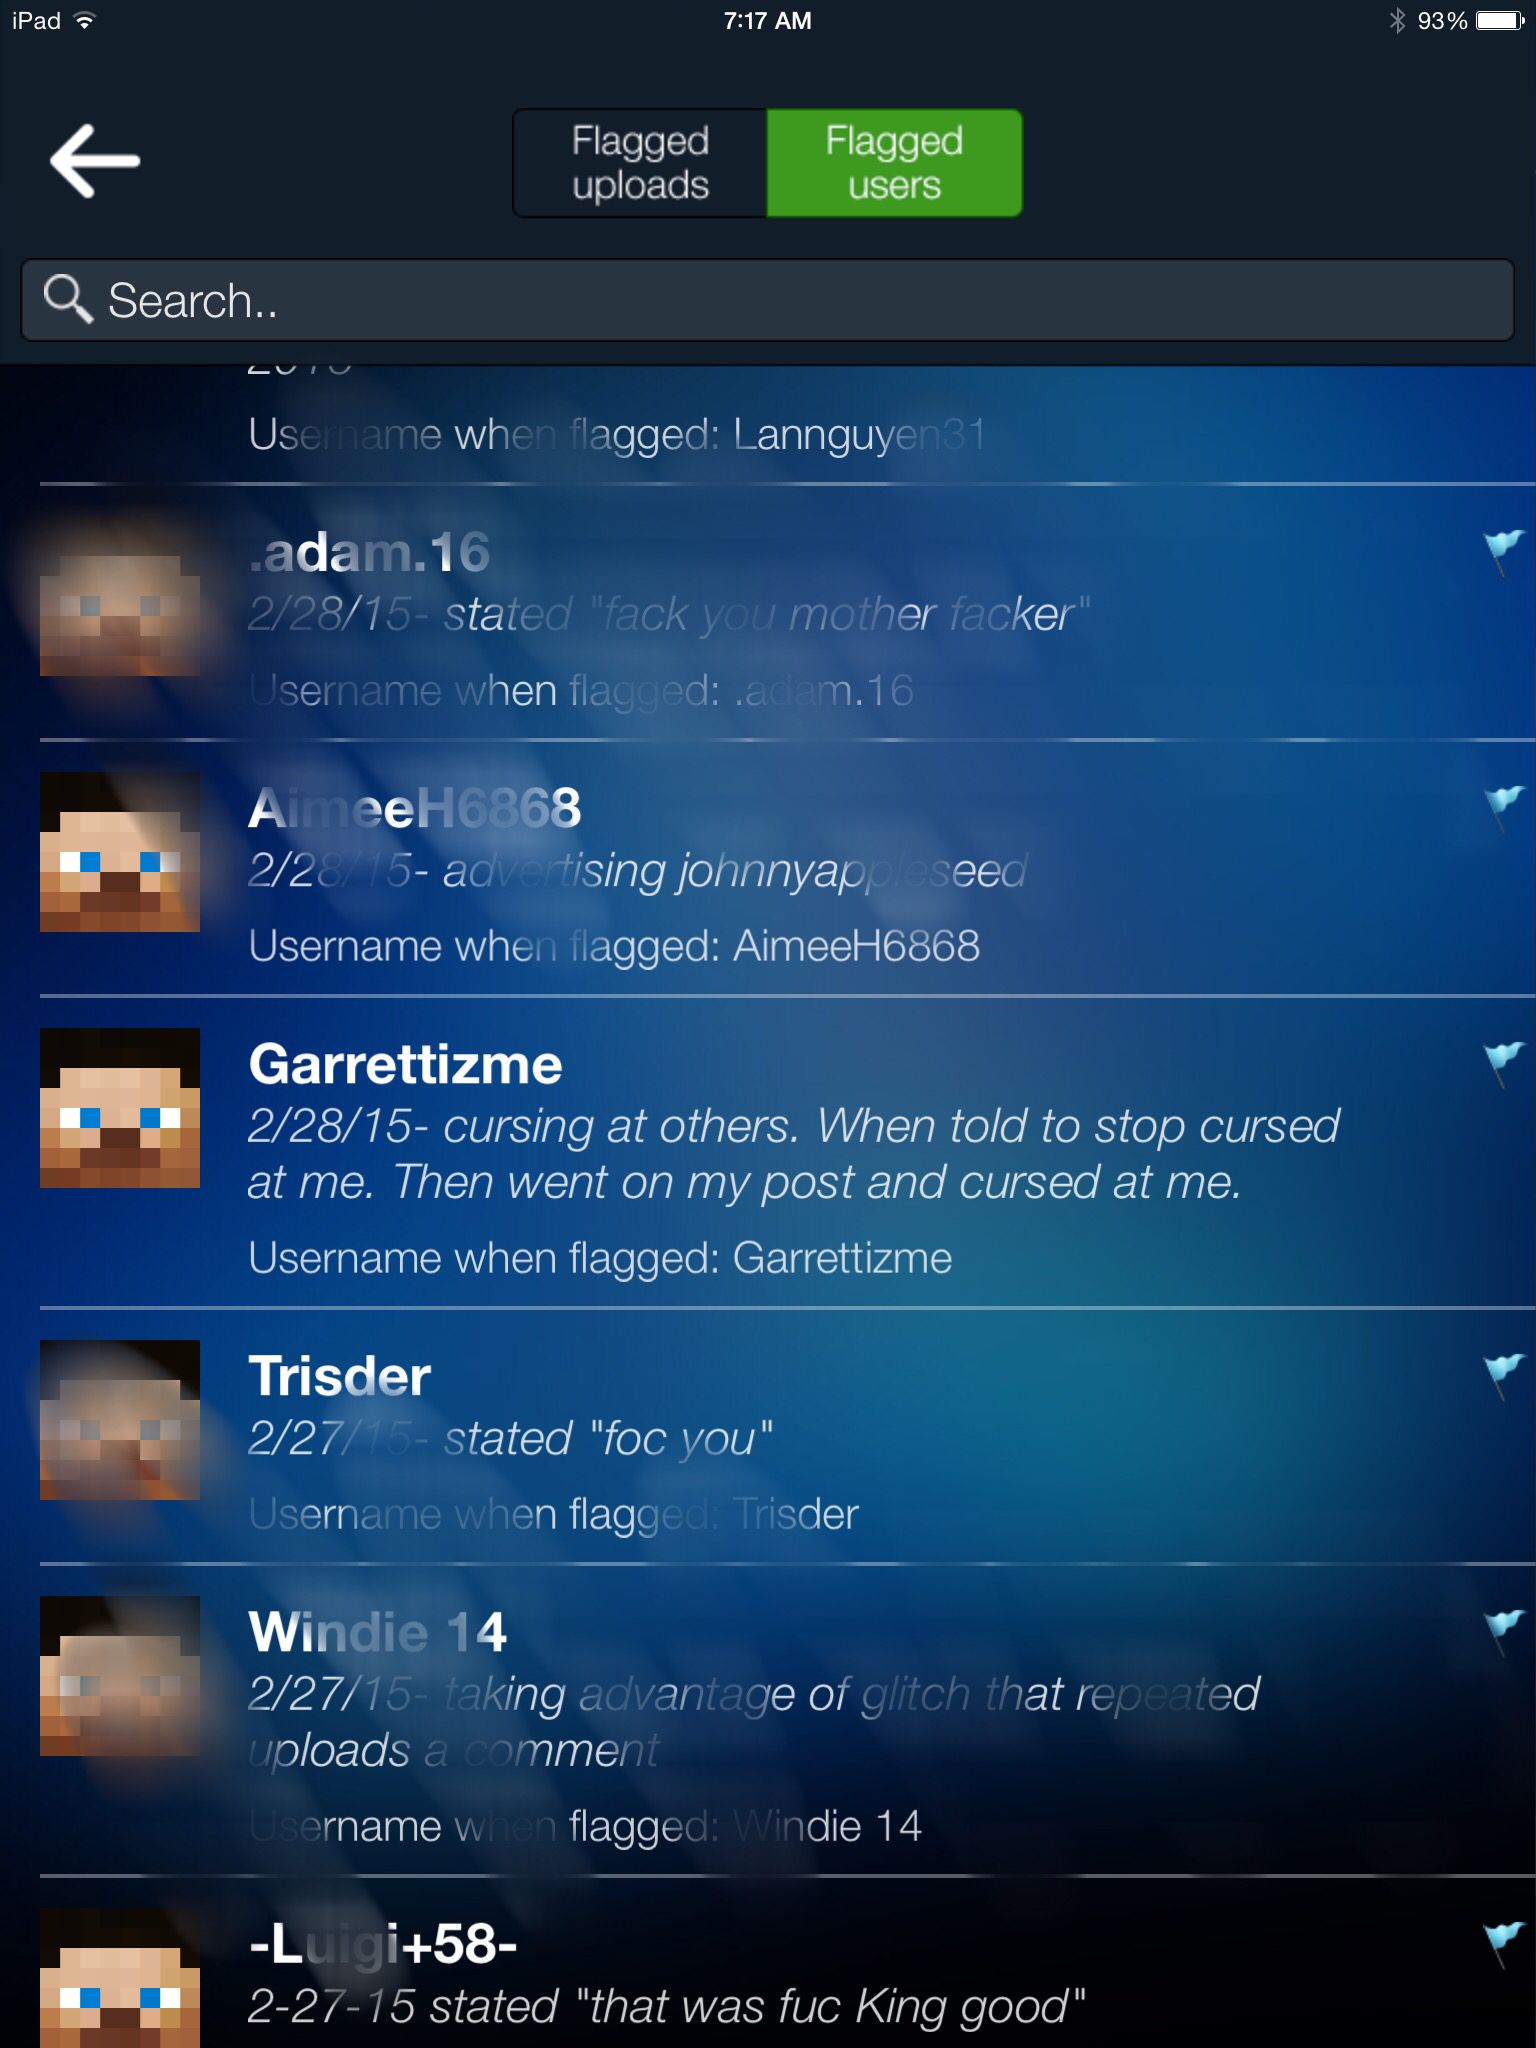 iPad
7:17 AM
93%
Flagged
uploads
Flagged
users
Search..
Username when flagged: Lannguyen31
.adam.16
2/28/15- stated "fack you mother facker"
Username when flagged: .adam.16
AimeeH6868
2/28/15- advertising johnnyappleseed
Username when flagged: AimeeH6868
Garrettizme
2/28/15- cursing at others. When told to stop cursed
at me. Then went on my post and cursed at me.
Username when flagged: Garrettizme
Trisder
2/27/15- stated "foc you"
Username when flagged: Trisder
Windie 14
2/27/15- taking advantage of glitch that repeated
uploads a comment
Username when flagged: Windie 14
-Luigi+58-
2-27-15 stated "that was fuc King good"